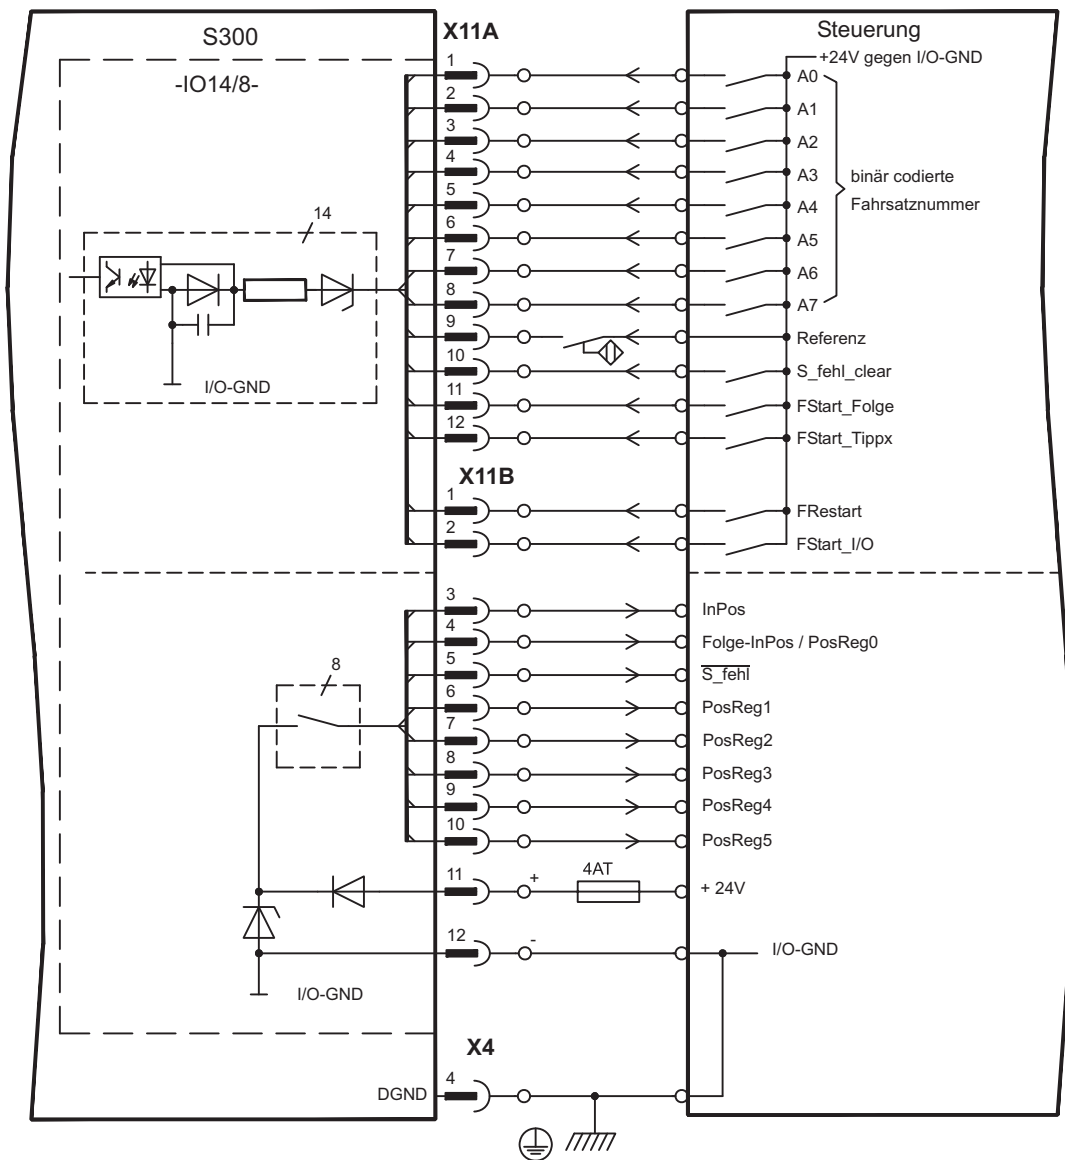 S300
X11A
Steuerung
-IO14/8-
+24V gegen I/O-GND
1
A0
2
A1
3
A2
4
A3
binär codierte
Fahrsatznummer
5
A4
14
6
A5
7
A6
8
A7
9
Referenz
10
S_fehl_clear
I/O-GND
11
FStart_Folge
12
FStart_Tippx
X11B
1
FRestart
2
FStart_I/O
3
InPos
4
Folge-InPos / PosReg0
5
S_fehl
8
6
PosReg1
7
PosReg2
8
PosReg3
9
PosReg4
10
PosReg5
11
+
4AT
+ 24V
12
-
I/O-GND
I/O-GND
X4
4
DGND